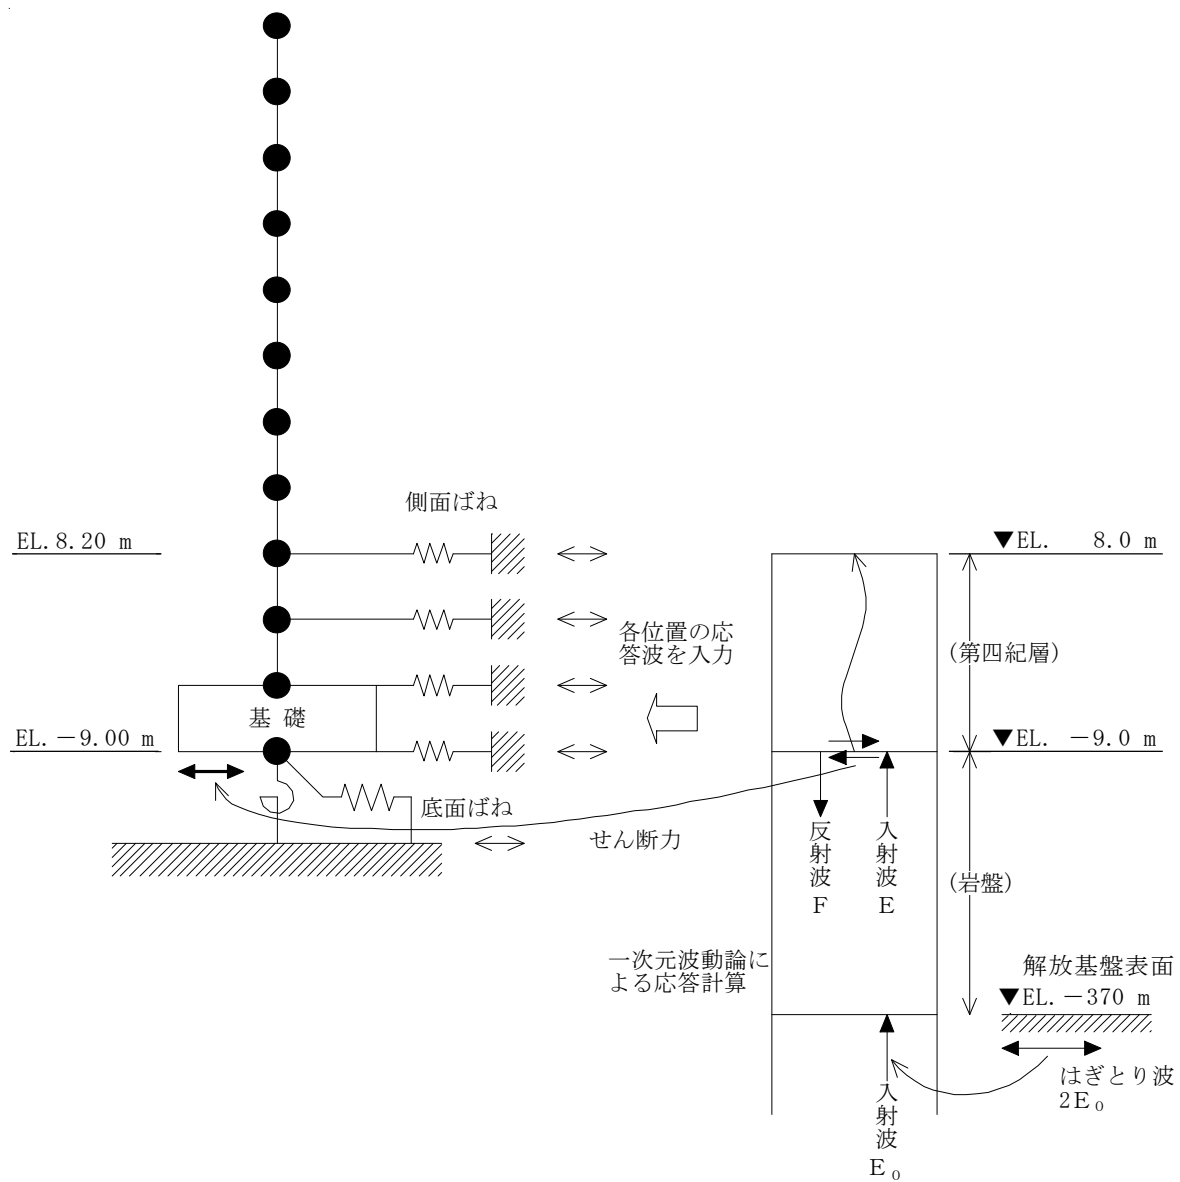 側面ばね
EL.8.20 m
▼EL. 8.0 m
各位置の応
答波を入力
(第四紀層)
基 礎
EL.－9.00 m
▼EL. －9.0 m
底面ばね
せん断力
反射波F
入射波E
(岩盤)
一次元波動論に
よる応答計算
解放基盤表面
▼EL.－370 m
はぎとり波
2E₀
入射波E₀